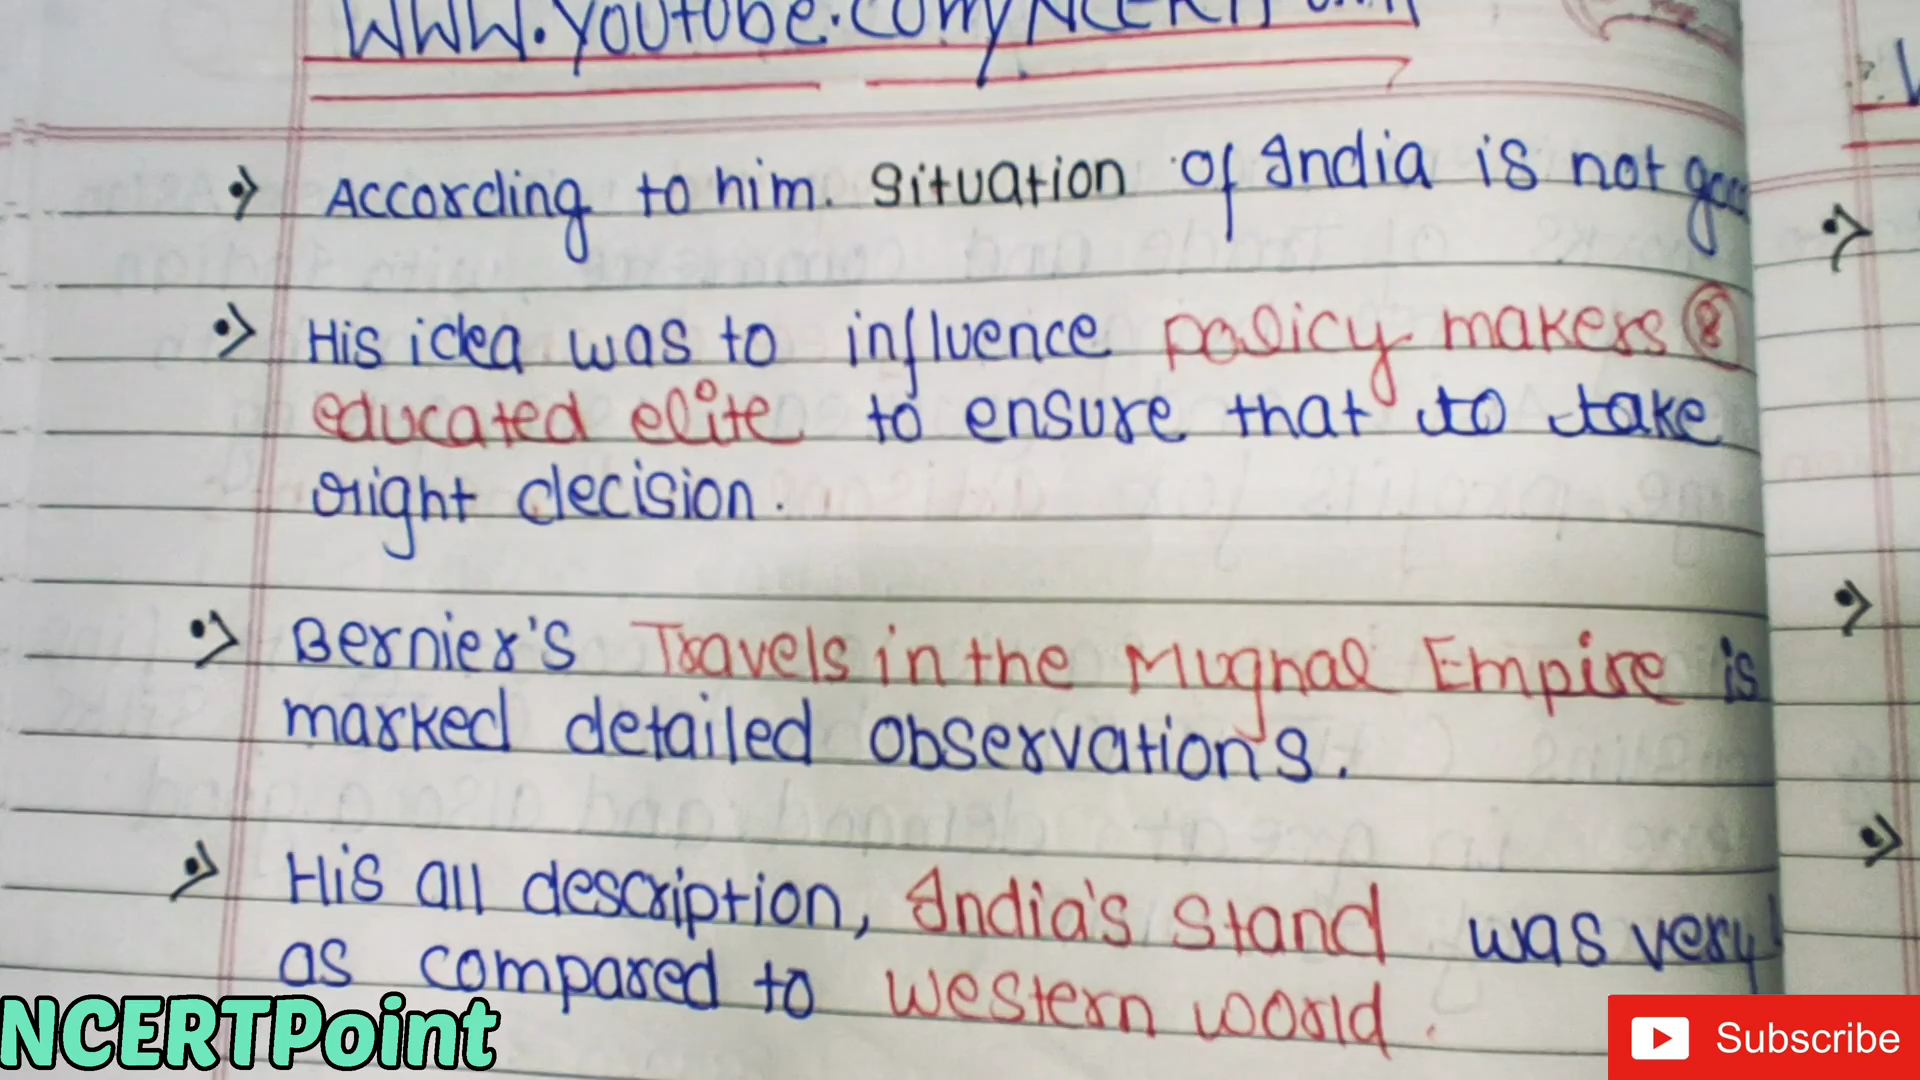 www.youtube.com/NCERTPoint
•> According to him. Situation of India is not goo
•> His idea was to influence policy makers &
educated elite to ensure that to take
right decision.
•> Bernier's Travels in the Mughal Empire is
marked detailed observations.
•> His all description, India's stand was very
as compared to western world.
NCERTPoint
Subscribe